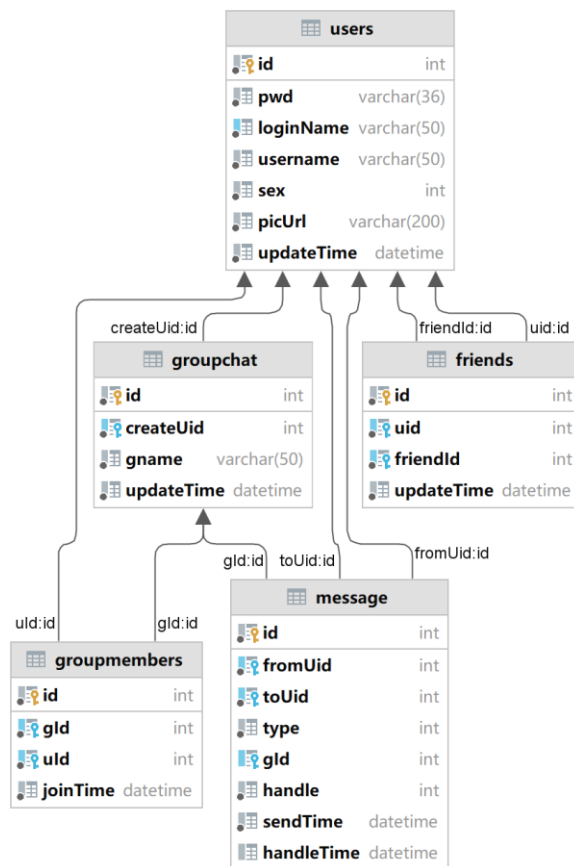 users
id int
pwd varchar(36)
loginName varchar(50)
username varchar(50)
sex int
picUrl varchar(200)
updateTime datetime
createUid:id
friendId:id
uid:id
groupchat
id int
createUid int
gname varchar(50)
updateTime datetime
friends
id int
uid int
friendId int
updateTime datetime
uId:id
gId:id
gId:id
toUid:id
fromUid:id
groupmembers
id int
gId int
uId int
joinTime datetime
message
id int
fromUid int
toUid int
type int
gId int
handle int
sendTime datetime
handleTime datetime